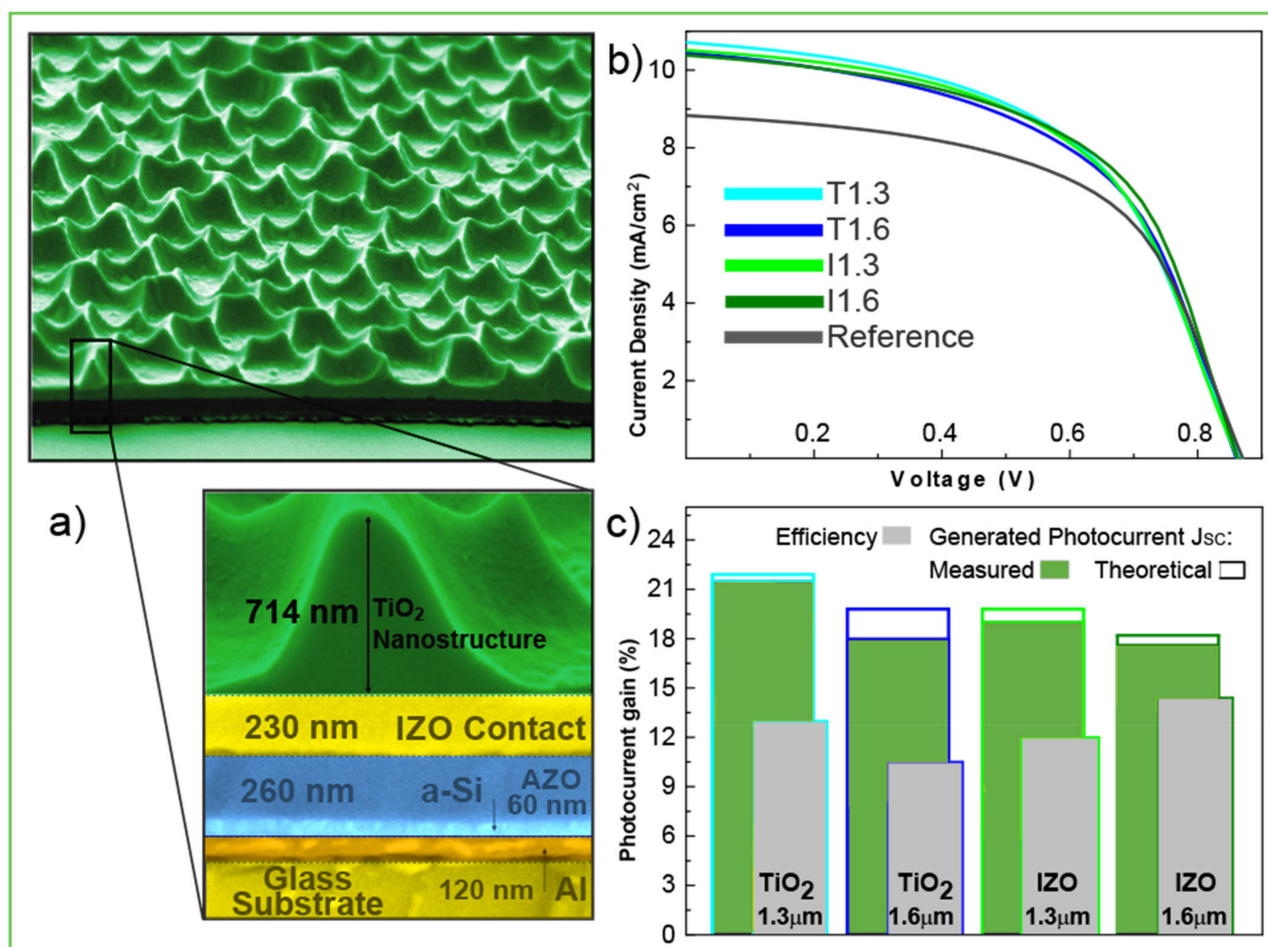 a)
714 nm
TiO2
Nanostructure
230 nm IZO Contact
260 nm a-Si AZO
60 nm
Glass
Substrate
120 nm Al
b)
10
8
6
4
2
0.2 0.4 0.6 0.8
Current Density (mA/cm²)
Voltage (V)
T1.3
T1.6
I1.3
I1.6
Reference
c)
Efficiency Generated Photocurrent JSC:
Measured Theoretical
Photocurrent gain (%)
24
21
18
15
12
9
6
3
0
TiO2
1.3μm
TiO2
1.6μm
IZO
1.3μm
IZO
1.6μm